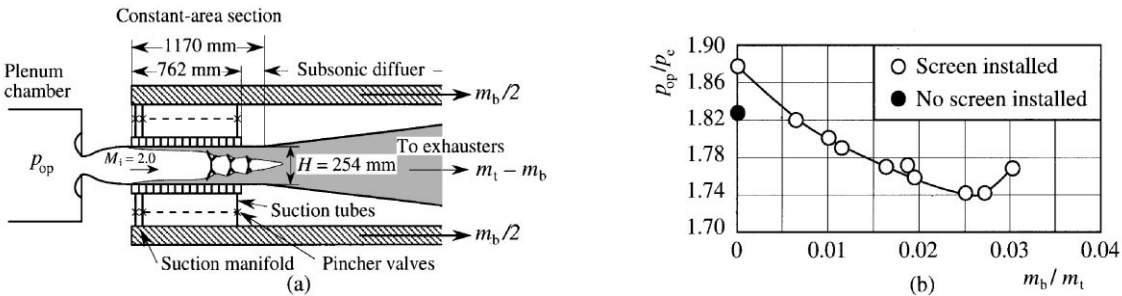 Constant-area section
1170 mm
762 mm
Subsonic diffuer
Plenum
chamber
m_b/2
p_op
M_i = 2.0
H = 254 mm
To exhausters
m_t − m_b
Suction tubes
m_b/2
Suction manifold
Pincher valves
(a)
p_op/p_c
1.90
1.86
1.82
1.78
1.74
1.70
Screen installed
No screen installed
0
0.01
0.02
0.03
0.04
m_b / m_t
(b)